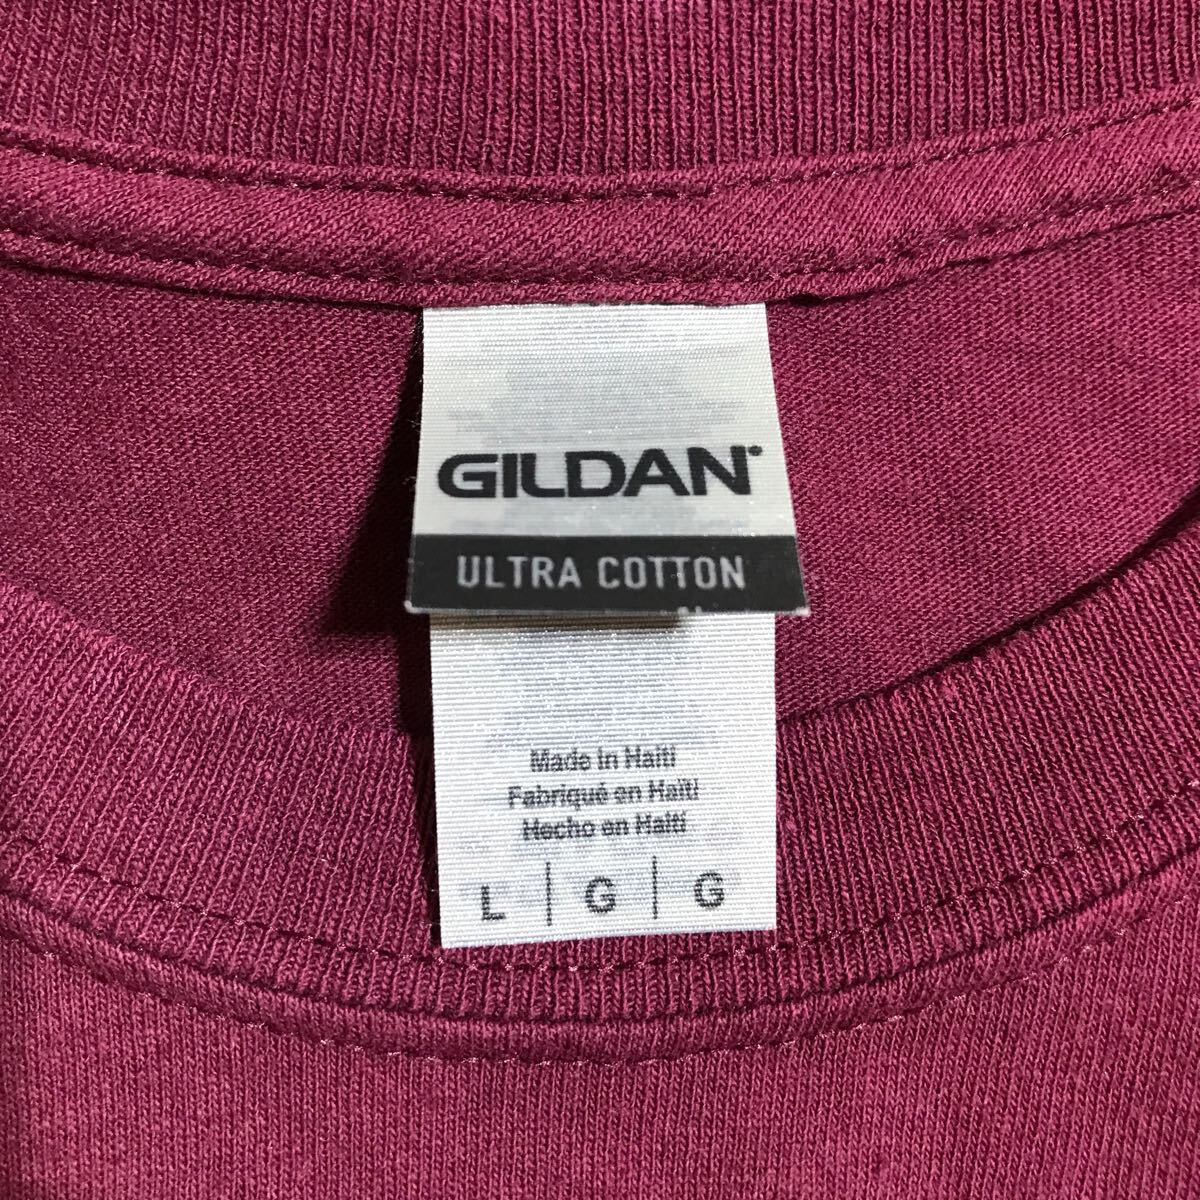 GILDAN
ULTRA COTTON
Made in Haiti
Fabriqué en Haïti
Hecho en Haití
L | G | G